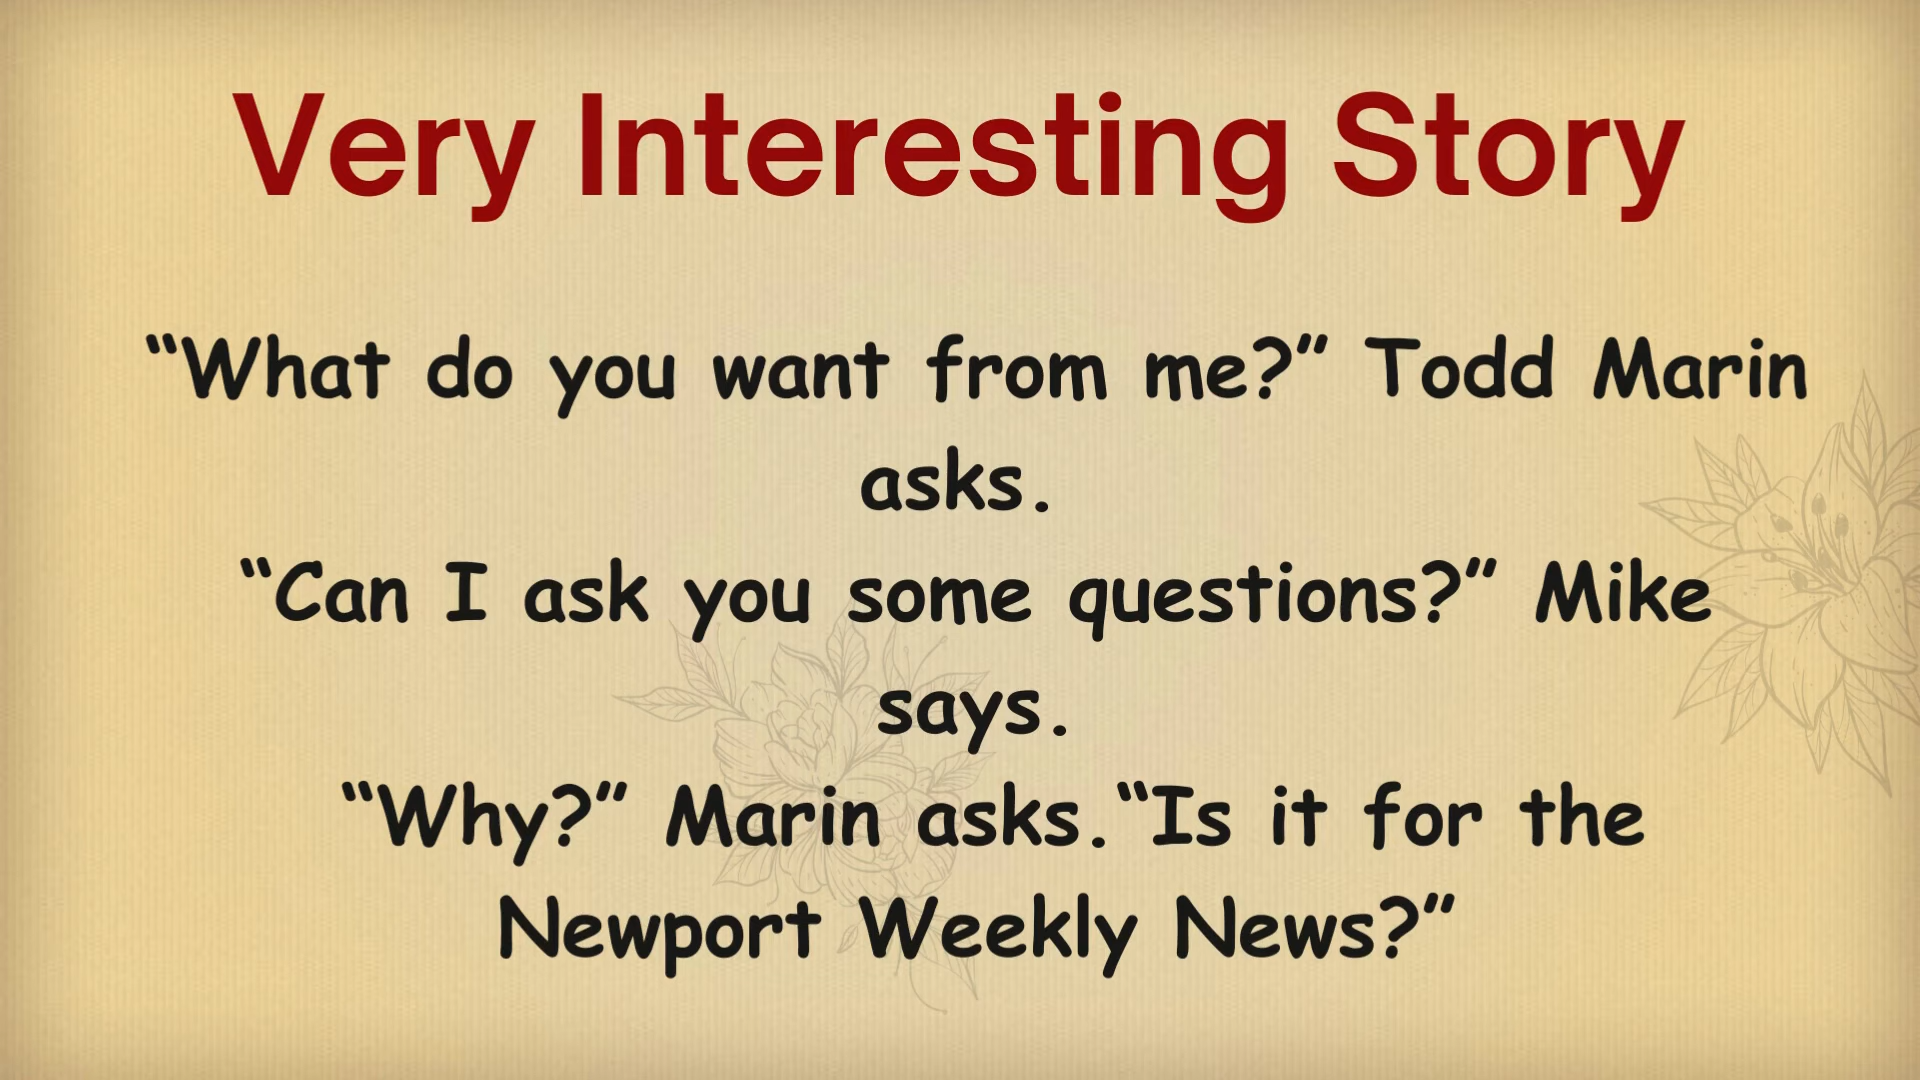 Very Interesting Story
“What do you want from me?” Todd Marin
asks.
“Can I ask you some questions?” Mike
says.
“Why?” Marin asks.“Is it for the
Newport Weekly News?”